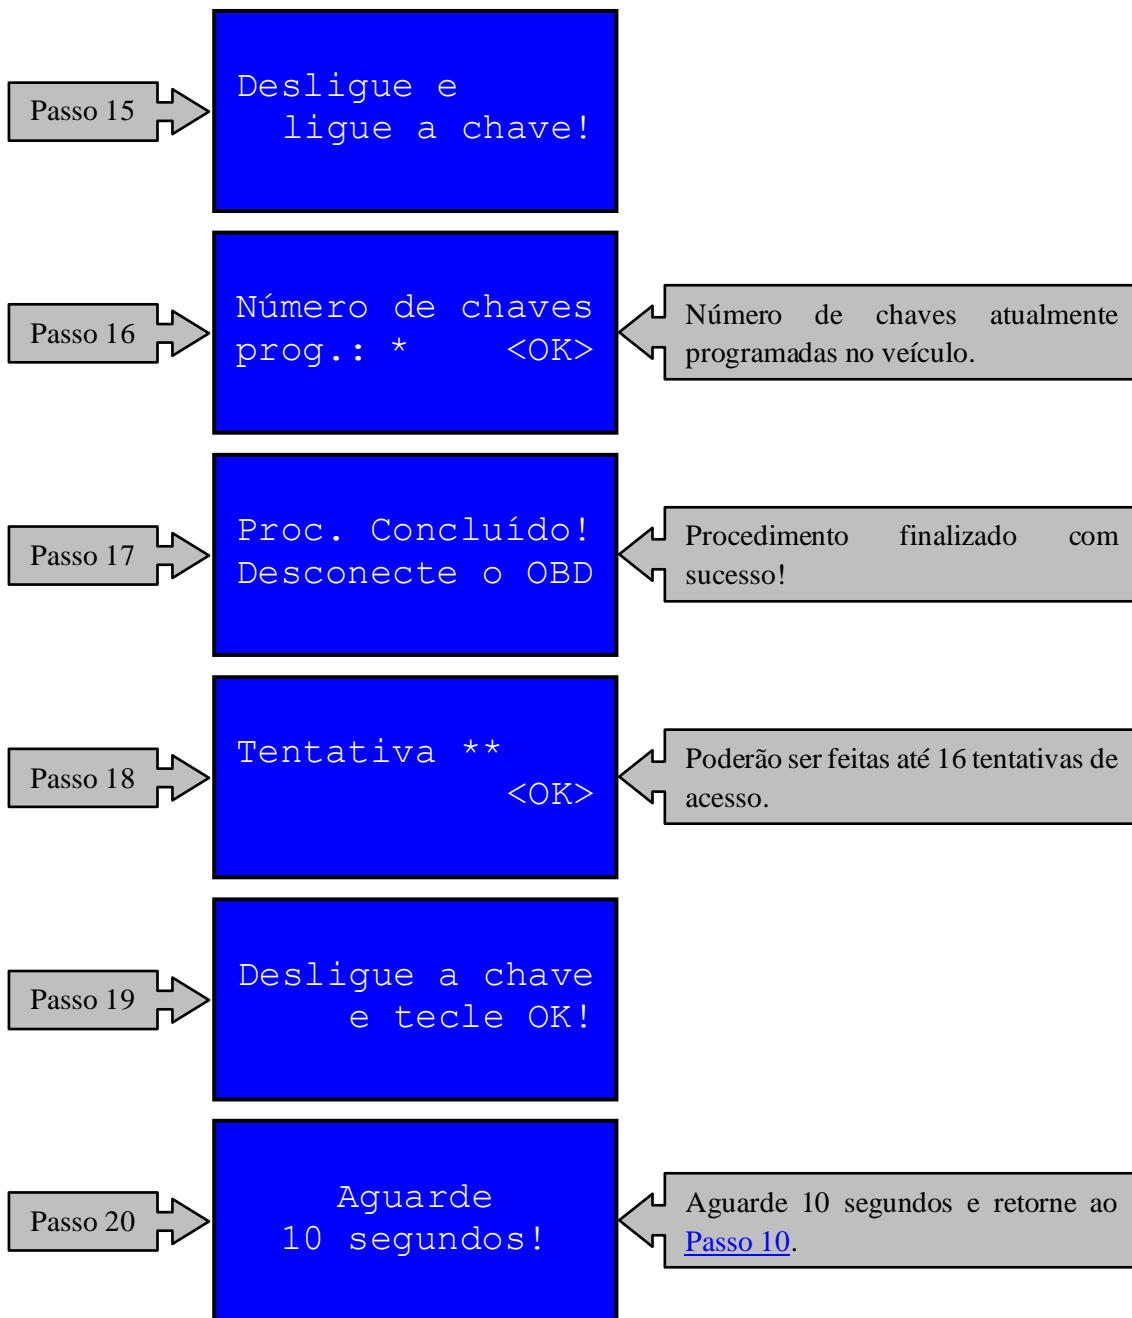 Passo 15
Desligue e
ligue a chave!
Passo 16
Número de chaves
prog.: * <OK>
Número de chaves atualmente
programadas no veículo.
Passo 17
Proc. Concluído!
Desconecte o OBD
Procedimento finalizado com
sucesso!
Passo 18
Tentativa **
<OK>
Poderão ser feitas até 16 tentativas de
acesso.
Passo 19
Desligue a chave
e tecle OK!
Passo 20
Aguarde
10 segundos!
Aguarde 10 segundos e retorne ao
Passo 10.